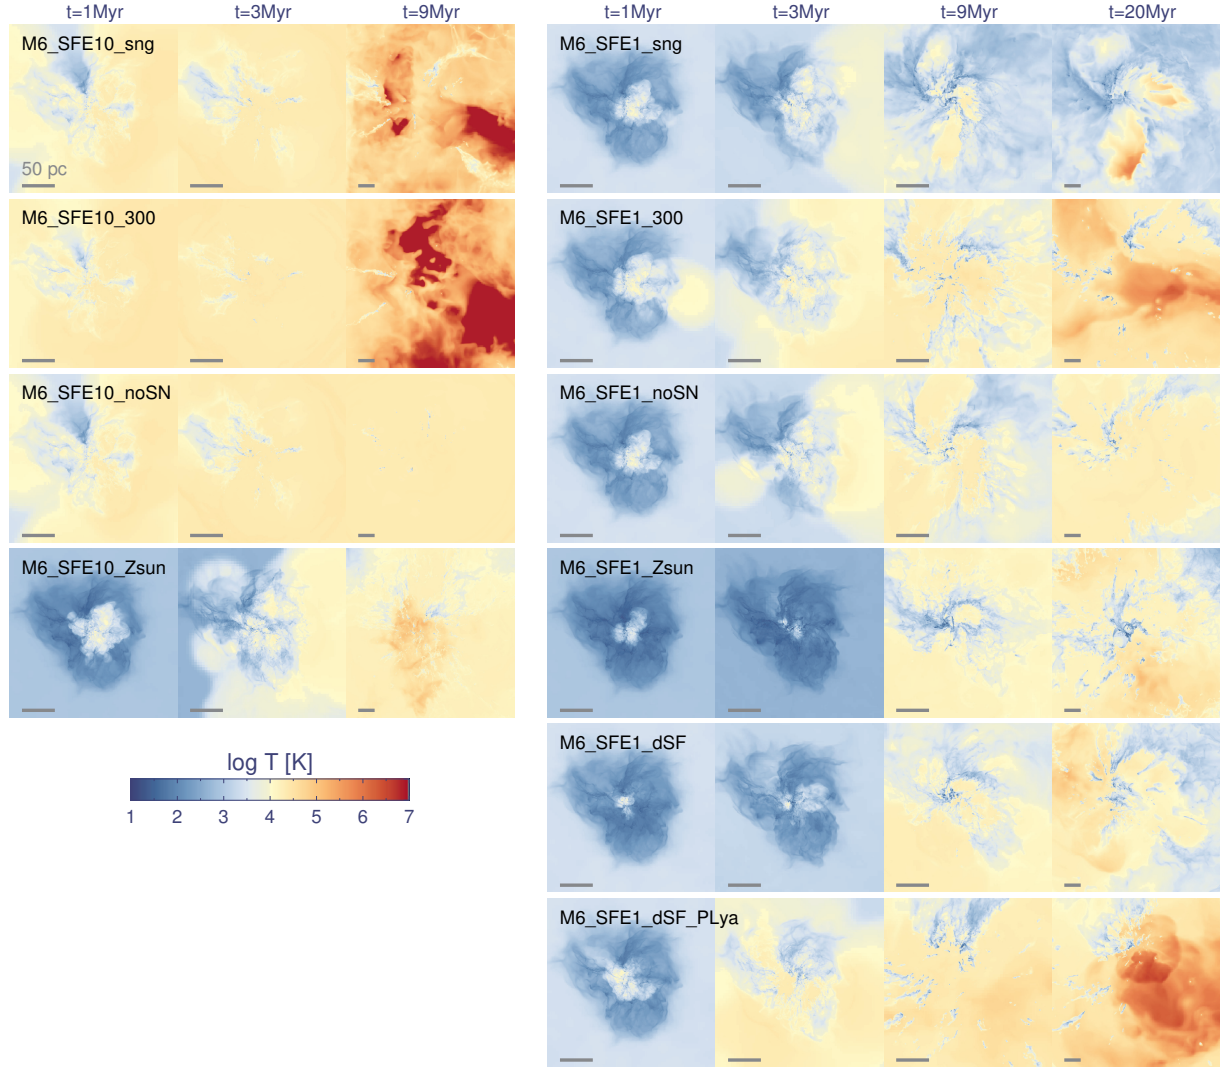 t=1Myr t=3Myr t=9Myr
M6_SFE10_sng
50 pc
M6_SFE10_300
M6_SFE10_noSN
M6_SFE10_Zsun
log T [K]
1 2 3 4 5 6 7
t=1Myr t=3Myr t=9Myr t=20Myr
M6_SFE1_sng
M6_SFE1_300
M6_SFE1_noSN
M6_SFE1_Zsun
M6_SFE1_dSF
M6_SFE1_dSF_PLya